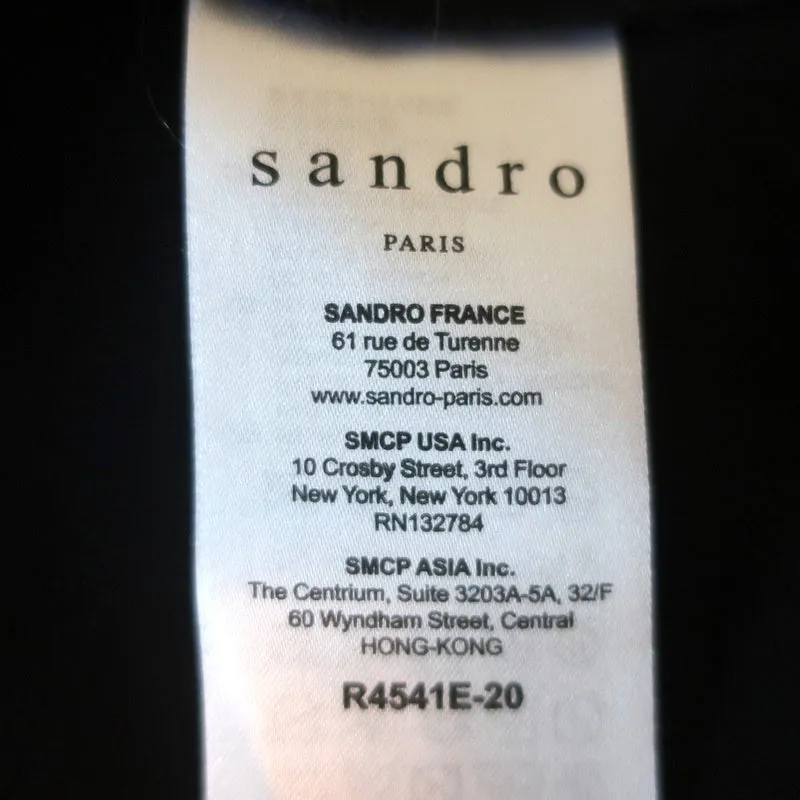 sandro
PARIS
SANDRO FRANCE
61 rue de Turenne
75003 Paris
www.sandro-paris.com
SMCP USA Inc.
10 Crosby Street, 3rd Floor
New York, New York 10013
RN132784
SMCP ASIA Inc.
The Centrium, Suite 3203A-5A, 32/F
60 Wyndham Street, Central
HONG-KONG
R4541E-20